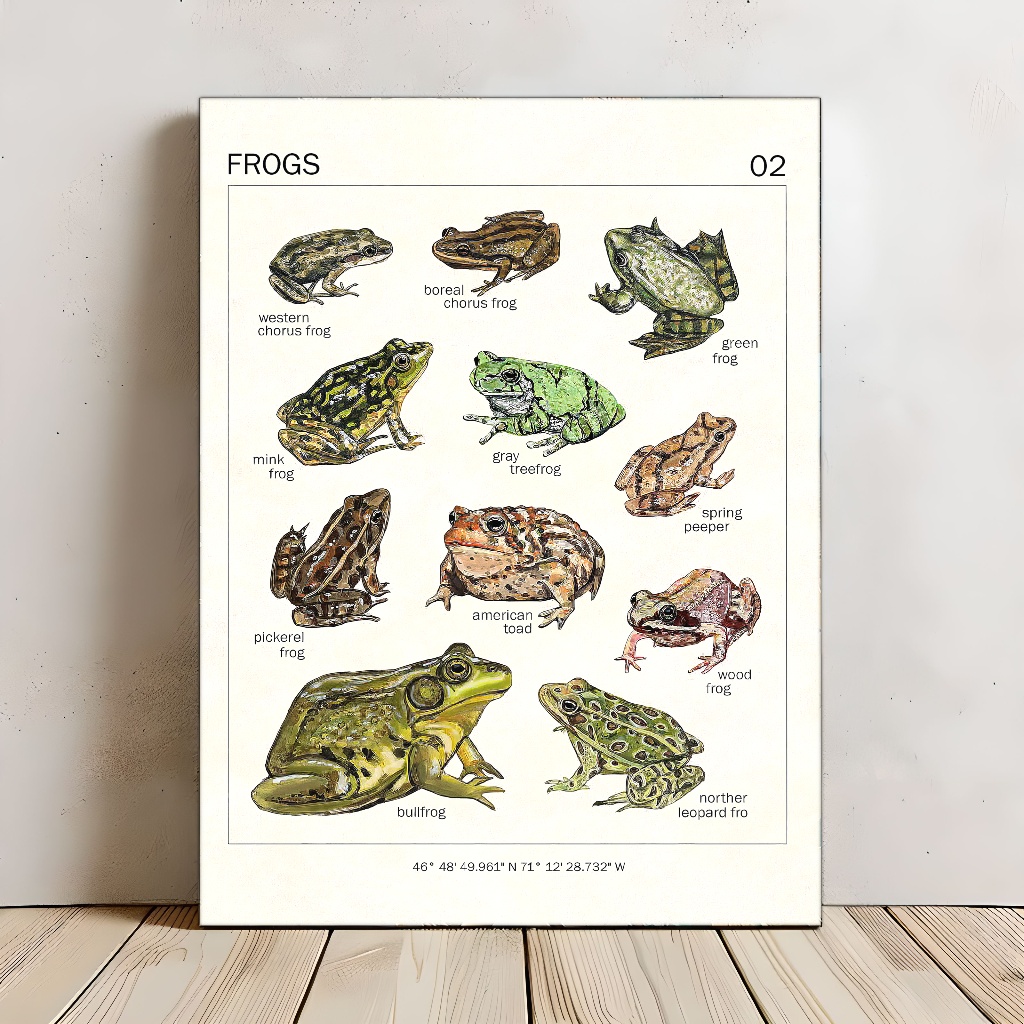 FROGS
02
western
chorus frog
boreal
chorus frog
green
frog
mink
frog
gray
treefrog
spring
peeper
pickerel
frog
american
toad
wood
frog
bullfrog
norther
leopard fro
46° 48' 49.961" N 71° 12' 28.732" W